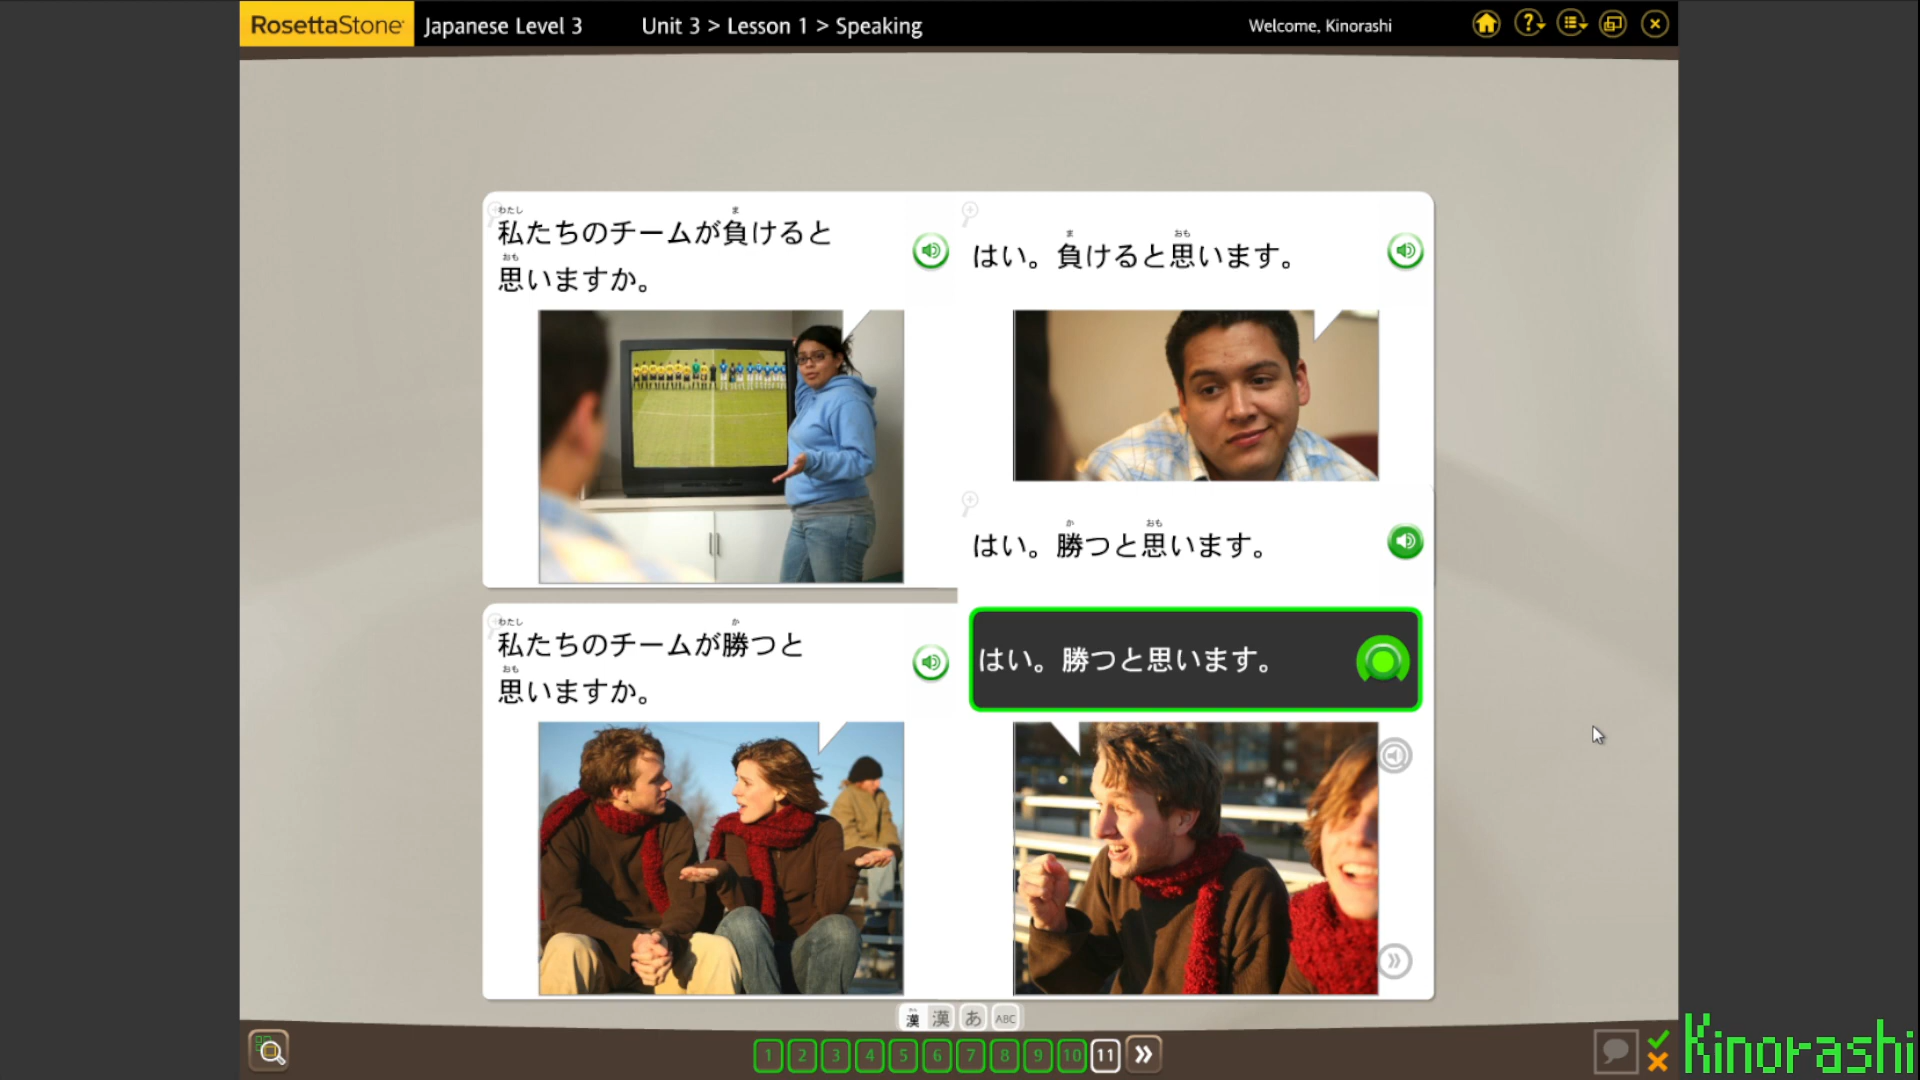 RosettaStone
Japanese Level 3
Unit 3 > Lesson 1 > Speaking
Welcome, Kinorashi
わたし ま
私たちのチームが負けると
おも
思いますか。
ま おも
はい。負けると思います。
か おも
はい。勝つと思います。
わたし か
私たちのチームが勝つと
おも
思いますか。
はい。勝つと思います。
漢 漢 あ ABC
1 2 3 4 5 6 7 8 9 10 11
Kinorashi